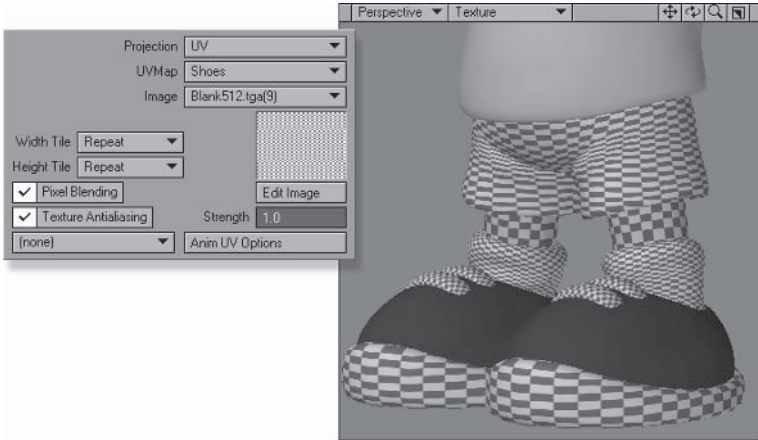 Perspective Texture
Projection UV
UVMap Shoes
Image Blank512.tga(9)
Width Tile Repeat
Height Tile Repeat
Pixel Blending Edit Image
Texture Antialiasing Strength 1.0
(none) Anim UV Options